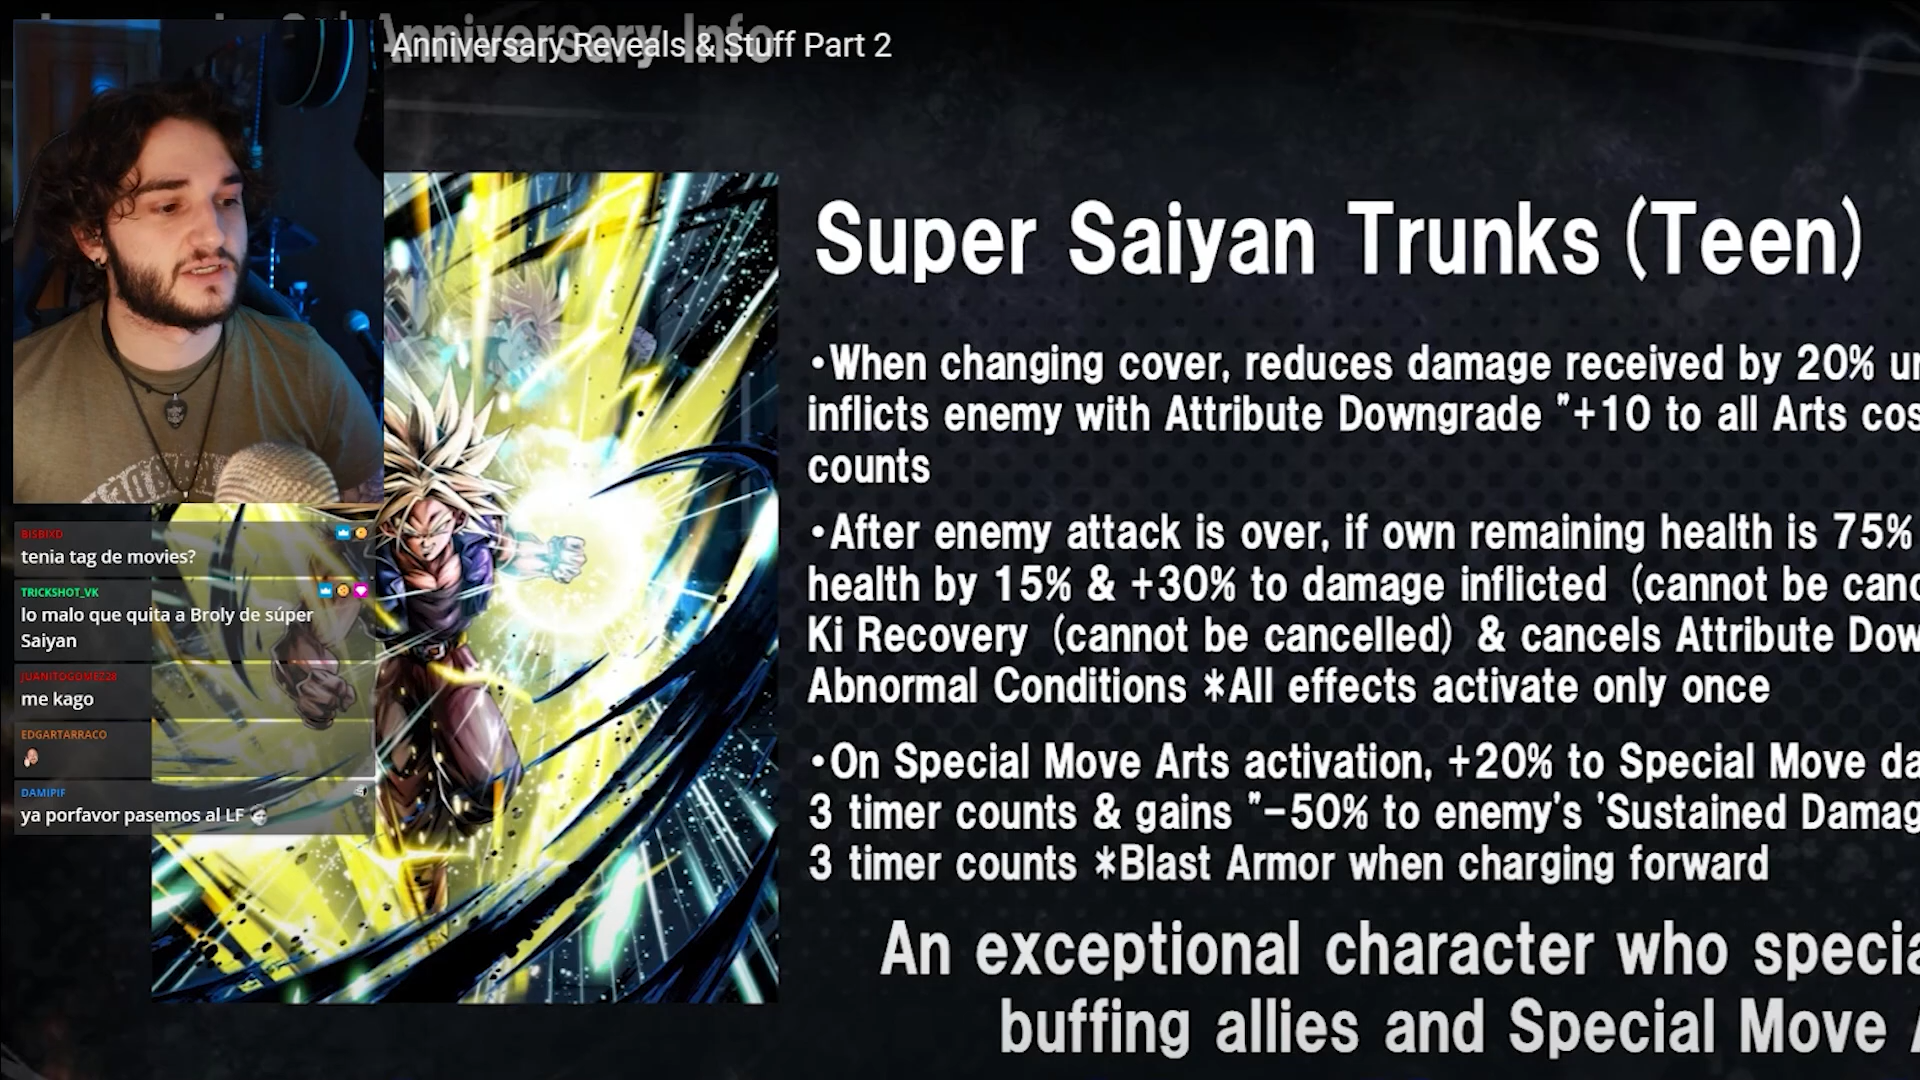 Anniversary Info
Anniversary Reveals & Stuff Part 2
Super Saiyan Trunks (Teen)
•When changing cover, reduces damage received by 20%
inflicts enemy with Attribute Downgrade "+10 to all Arts
counts
•After enemy attack is over, if own remaining health is 75%
health by 15% & +30% to damage inflicted (cannot be
Ki Recovery (cannot be cancelled) & cancels Attribute
Abnormal Conditions *All effects activate only once
•On Special Move Arts activation, +20% to Special Move
3 timer counts & gains "-50% to enemy's 'Sustained
3 timer counts *Blast Armor when charging forward
An exceptional character who
buffing allies and Special Move
BISBIXD
tenia tag de movies?
TRICKSHOT_VK
lo malo que quita a Broly de súper
Saiyan
JUANITOGOMEZ28
me kago
EDGARTARRACO
DAMIPIF
ya porfavor pasemos al LF